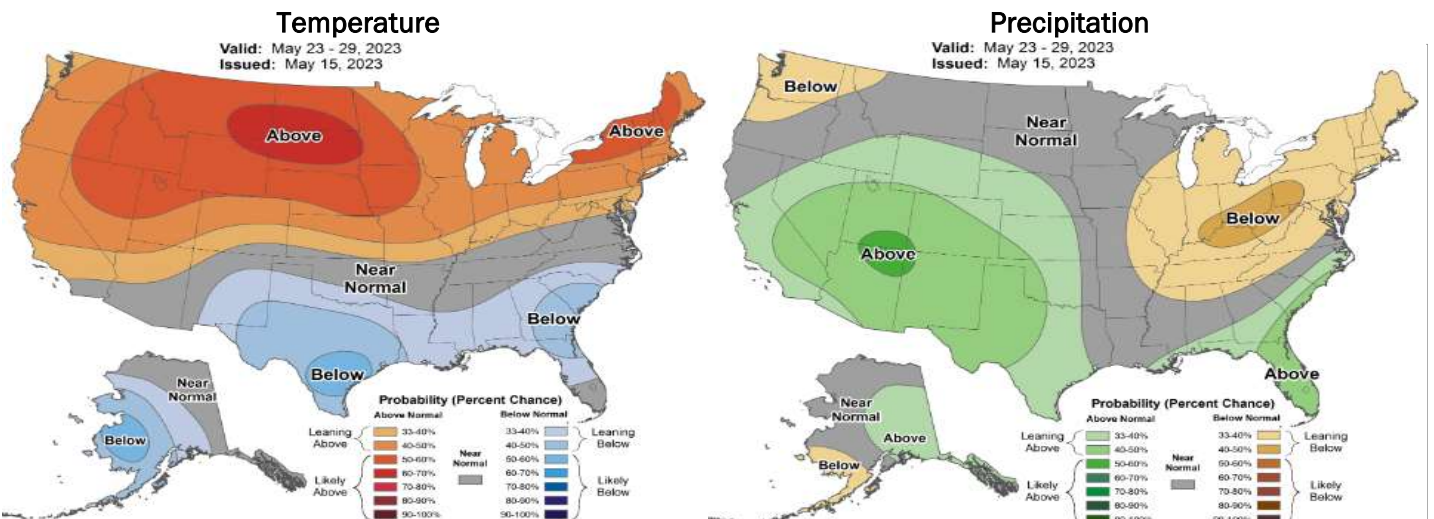 Temperature
Valid: May 23 - 29, 2023
Issued: May 15, 2023
Above
Above
Near
Normal
Below
Below
Near
Normal
Below
Probability (Percent Chance)
Above Normal
Below Normal
Leaning
Above
33-40%
40-50%
Near
Normal
33-40%
40-50%
Leaning
Below
Likely
Above
50-60%
60-70%
70-80%
80-90%
90-100%
50-60%
60-70%
70-80%
80-90%
90-100%
Likely
Below
Precipitation
Valid: May 23 - 29, 2023
Issued: May 15, 2023
Below
Near
Normal
Below
Above
Above
Near
Normal
Above
Below
Probability (Percent Chance)
Above Normal
Below Normal
Leaning
Above
33-40%
40-50%
Near
Normal
33-40%
40-50%
Leaning
Below
Likely
Above
50-60%
60-70%
70-80%
80-90%
90-100%
50-60%
60-70%
70-80%
80-90%
90-100%
Likely
Below